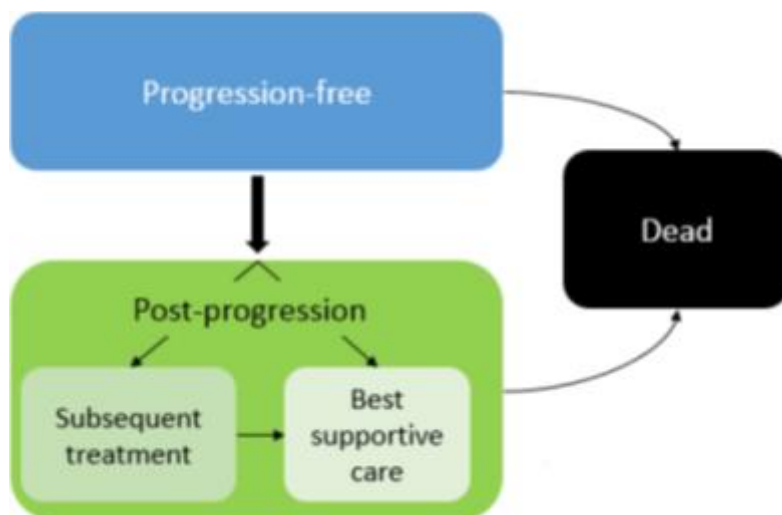 Progression-free
Dead
Post-progression
Subsequent
treatment
Best
supportive
care